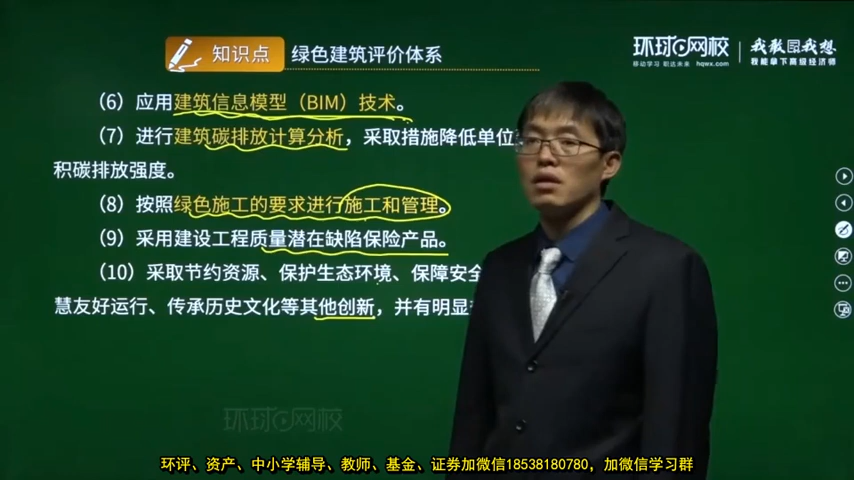 知识点 绿色建筑评价体系
环球网校
移动学习 职达未来 hqwx.com
我敢我想
我能拿下高级经济师
（6）应用建筑信息模型（BIM）技术。
（7）进行建筑碳排放计算分析，采取措施降低单位
积碳排放强度。
（8）按照绿色施工的要求进行施工和管理。
（9）采用建设工程质量潜在缺陷保险产品。
（10）采取节约资源、保护生态环境、保障安全
慧友好运行、传承历史文化等其他创新，并有明显
环球网校
环评、资产、中小学辅导、教师、基金、证券加微信18538180780，加微信学习群